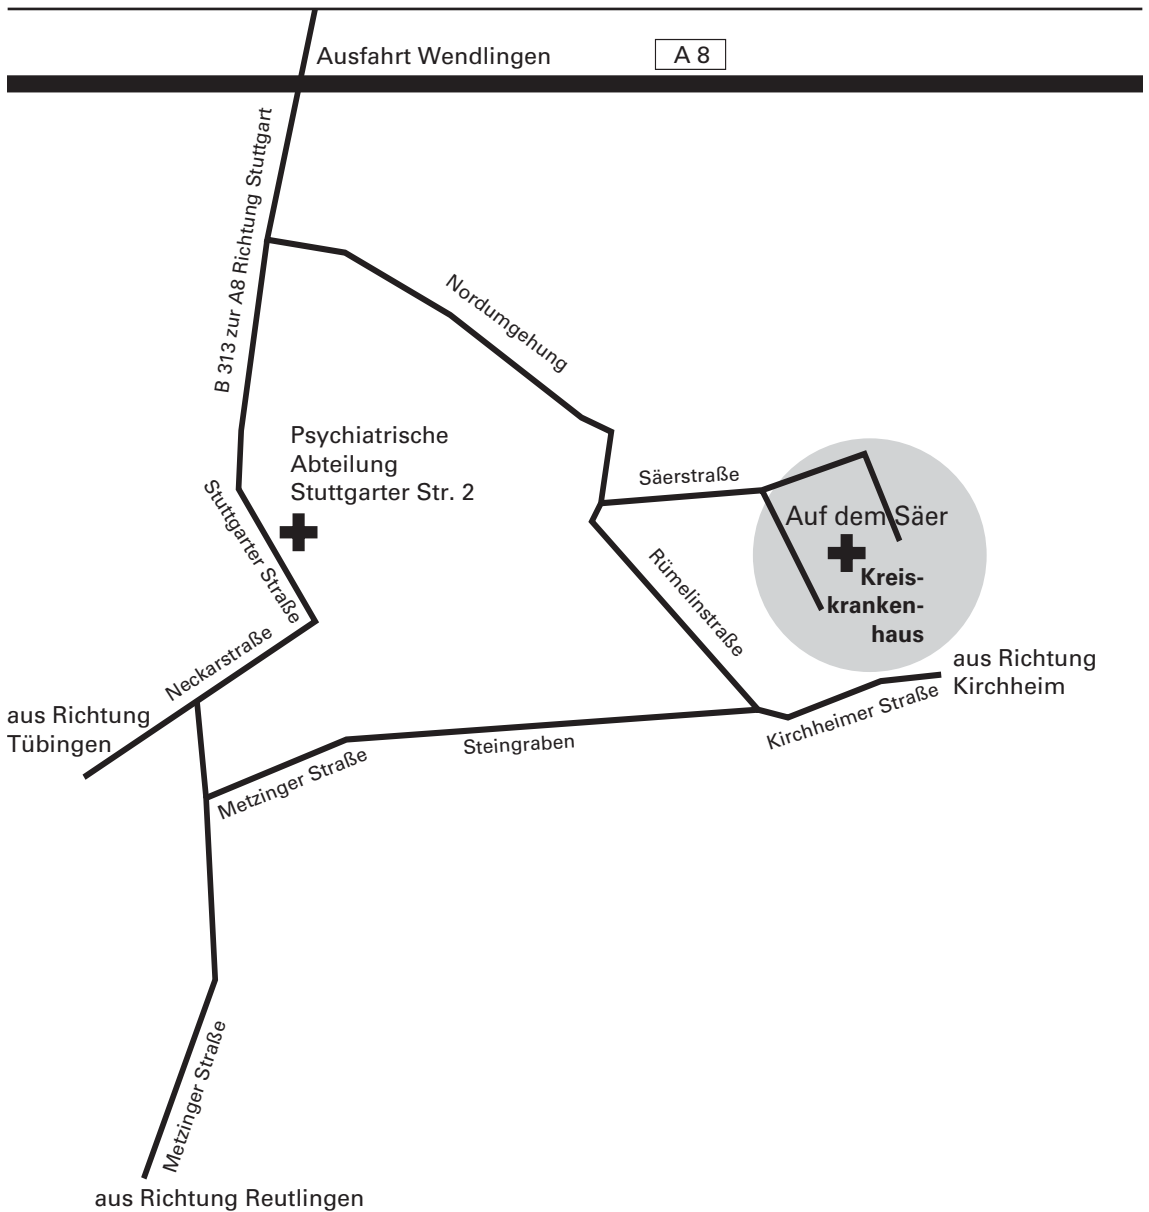 Ausfahrt Wendlingen
A 8
B 313 zur A8 Richtung Stuttgart
Nordumgehung
Psychiatrische
Abteilung
Stuttgarter Str. 2
Säerstraße
Stuttgarter Straße
Auf dem Säer
Kreis-
kranken-
haus
Rümelinstraße
Neckarstraße
aus Richtung
Kirchheim
aus Richtung
Tübingen
Kirchheimer Straße
Steingraben
Metzinger Straße
Metzinger Straße
aus Richtung Reutlingen